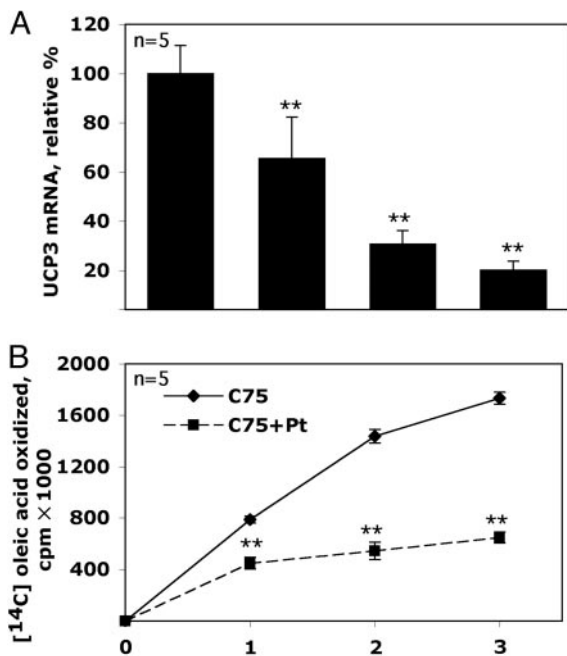 A
UCP3 mRNA, relative %
120
100
80
60
40
20
n=5
**
**
**
B
[¹⁴C] oleic acid oxidized,
cpm ×1000
2000
1600
1200
800
400
n=5
C75
C75+Pt
**
**
**
0 1 2 3